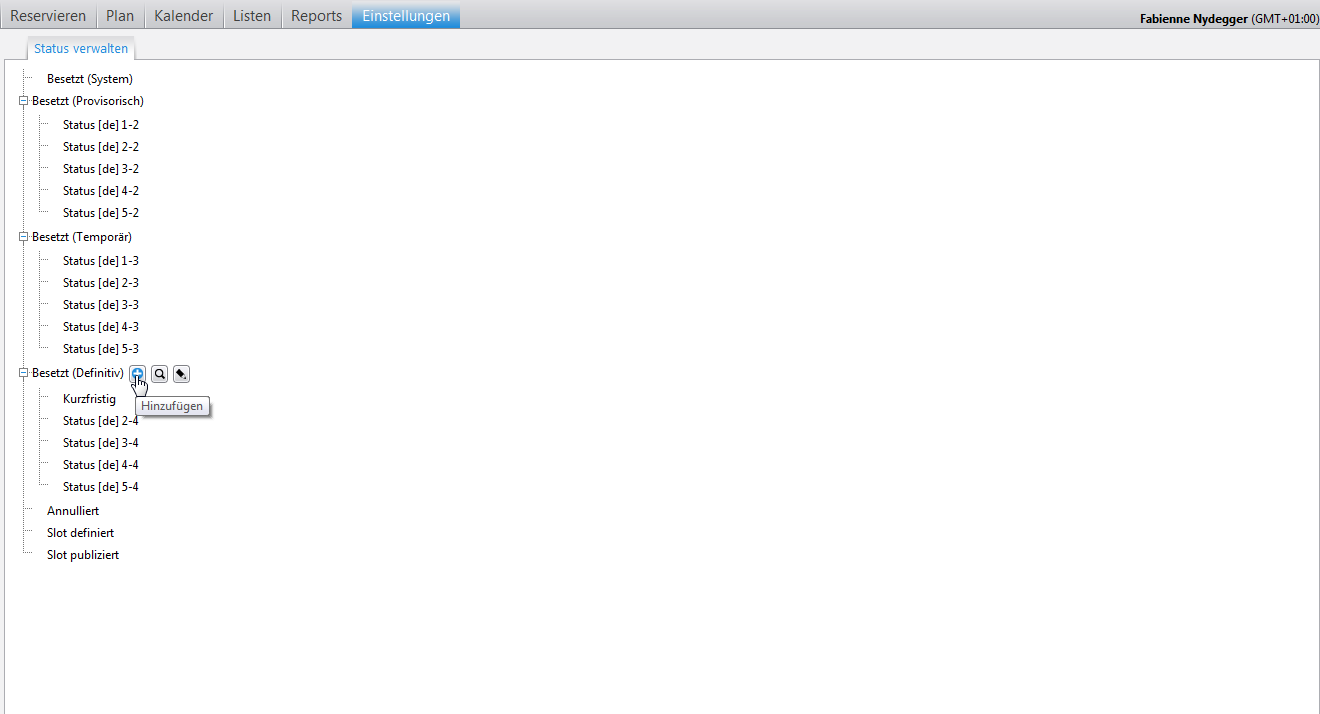 Reservieren Plan Kalender Listen Reports Einstellungen
Fabienne Nydegger (GMT+01:00)
Status verwalten
Besetzt (System)
Besetzt (Provisorisch)
Status [de] 1-2
Status [de] 2-2
Status [de] 3-2
Status [de] 4-2
Status [de] 5-2
Besetzt (Temporär)
Status [de] 1-3
Status [de] 2-3
Status [de] 3-3
Status [de] 4-3
Status [de] 5-3
Besetzt (Definitiv)
Kurzfristig
Hinzufügen
Status [de] 2-4
Status [de] 3-4
Status [de] 4-4
Status [de] 5-4
Annulliert
Slot definiert
Slot publiziert